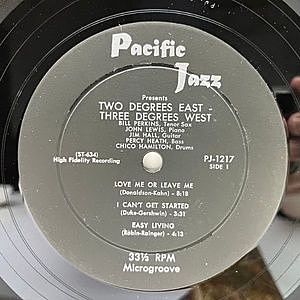 Pacific
Jazz
Presents
TWO DEGREES EAST -
THREE DEGREES WEST
BILL PERKINS, Tenor Sax
JOHN LEWIS, Piano
JIM HALL, Guitar
PERCY HEATH, Bass
CHICO HAMILTON, Drums
(ST-634)
High Fidelity Recording
PJ-1217
SIDE 1
LOVE ME OR LEAVE ME
(Donaldson-Kahn) - 8:18
I CAN'T GET STARTED
(Duke-Gershwin) - 3:31
EASY LIVING
(Robin-Rainger) - 4:13
33⅓ RPM
Microgroove